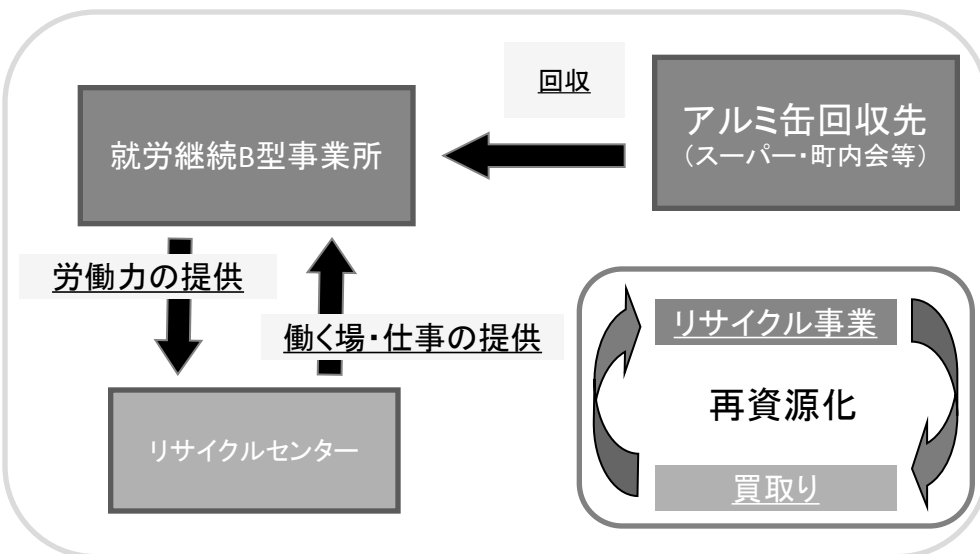 回収
アルミ缶回収先
（スーパー・町内会等）
就労継続B型事業所
労働力の提供
働く場・仕事の提供
リサイクルセンター
リサイクル事業
再資源化
買取り